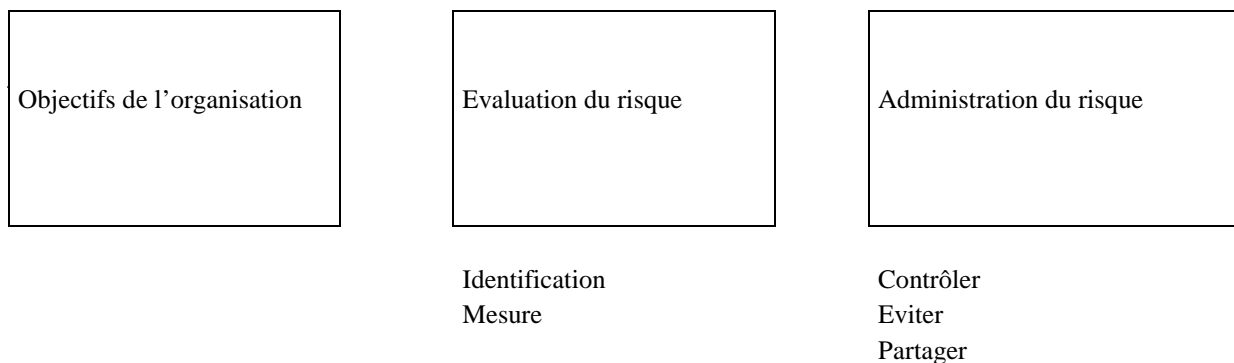 Objectifs de l’organisation
Evaluation du risque
Administration du risque
Identification
Mesure
Contrôler
Eviter
Partager